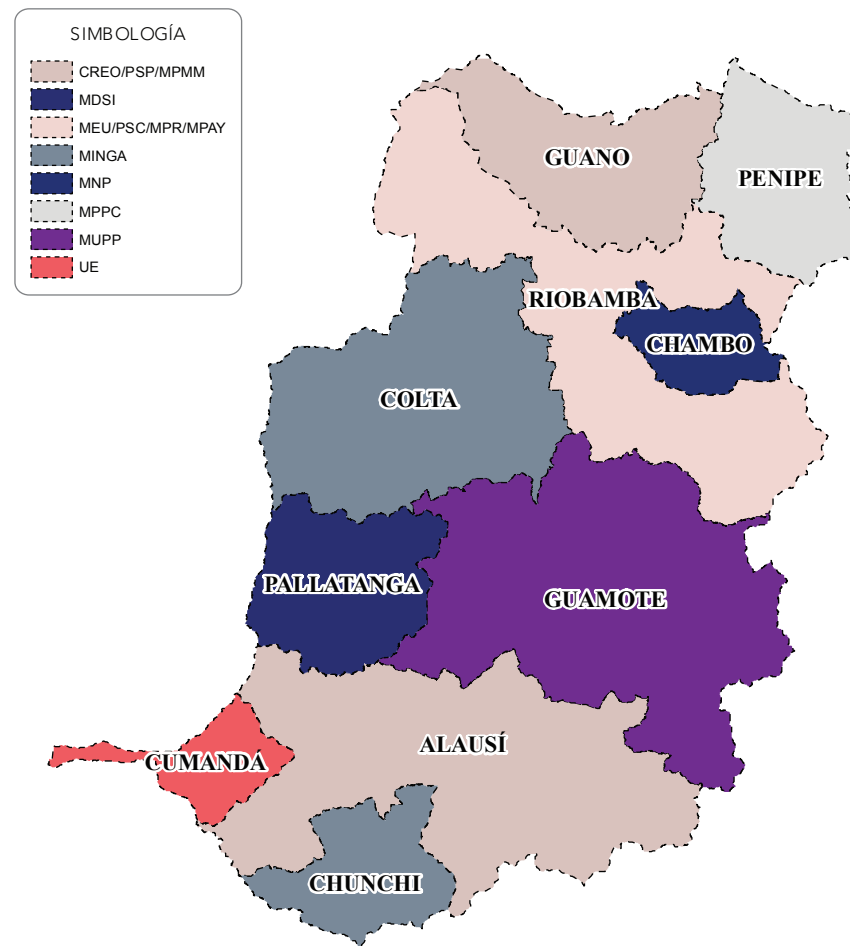 SIMBOLOGÍA
CREO/PSP/MPMM
MDSI
MEU/PSC/MPR/MPAY
MINGA
MNP
MPPC
MUPP
UE
GUANO
PENIPE
RIOBAMBA
CHAMBO
COLTA
PALLATANGA
GUAMOTE
ALAUSÍ
CUMANDA
CHUNCHI